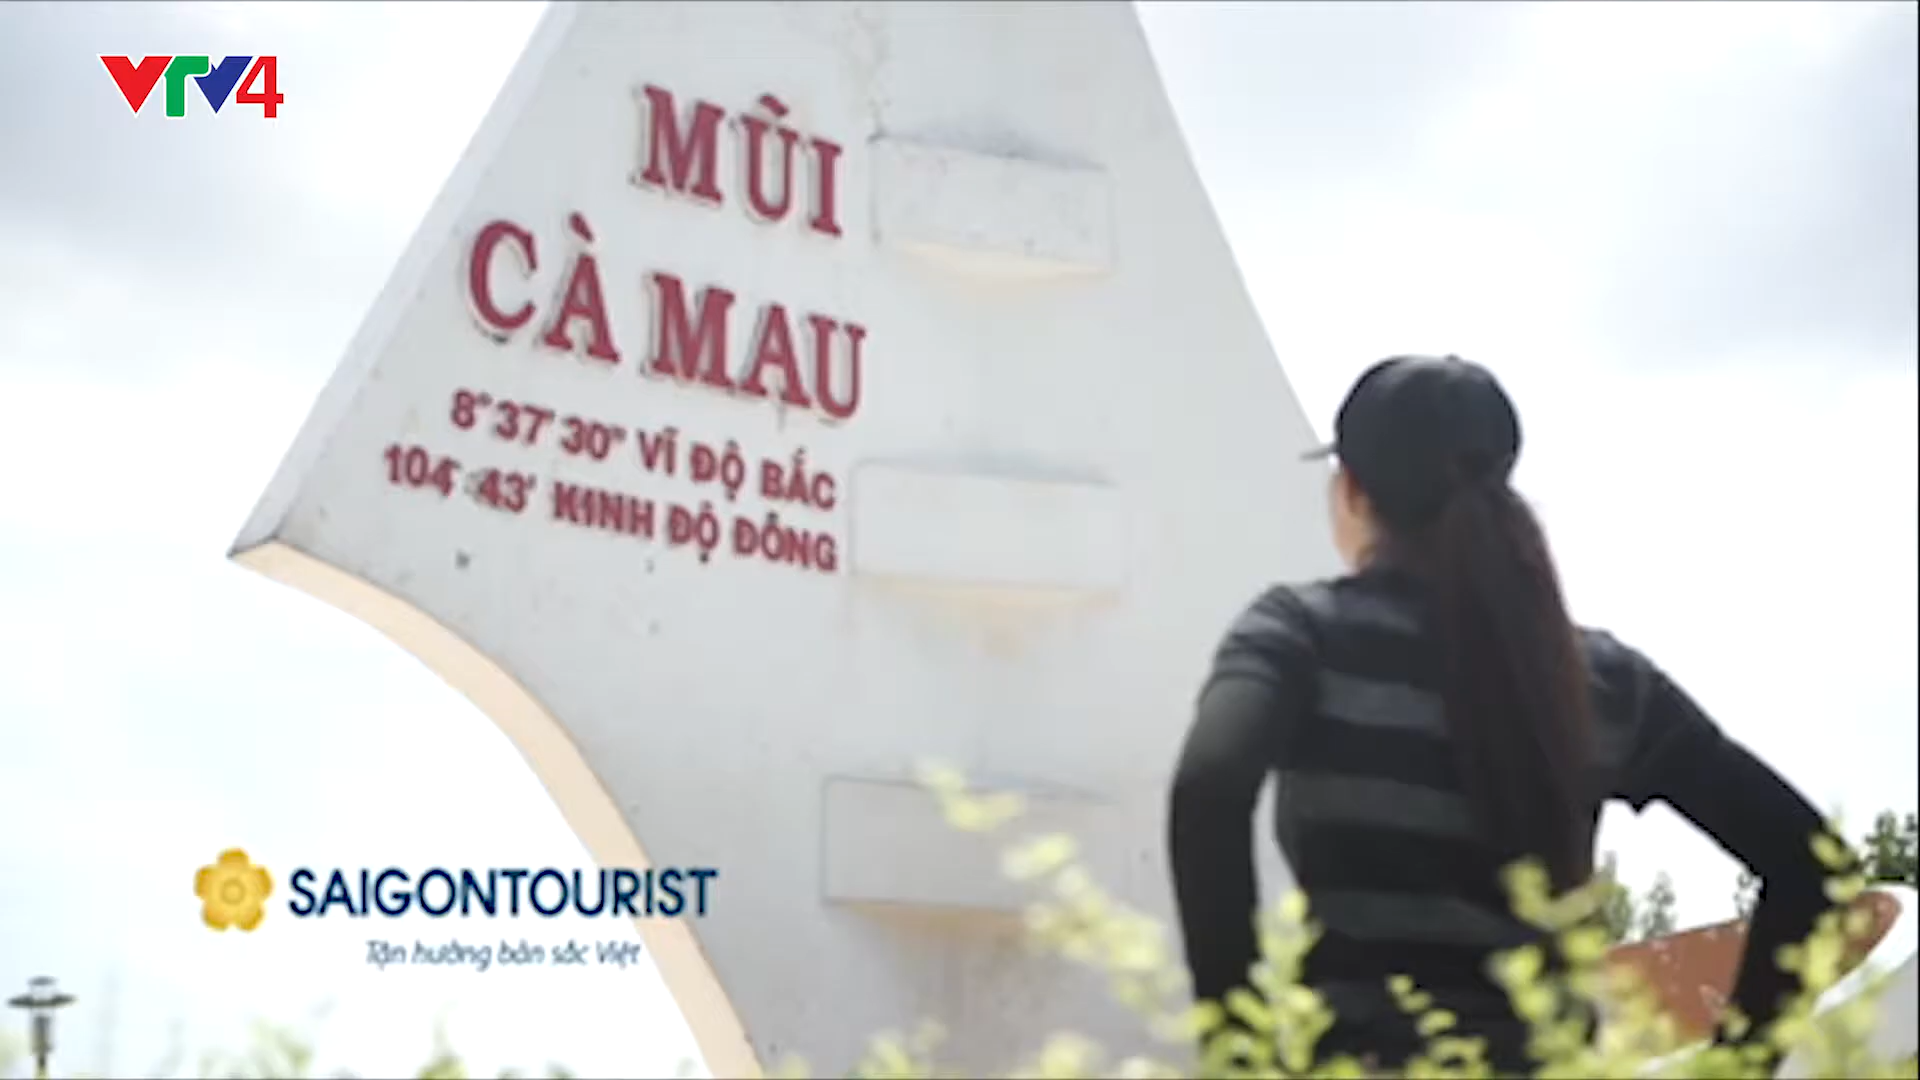 VTV4
MŨI
CÀ MAU
8° 37' 30" VĨ ĐỘ BẮC
104° 43' KINH ĐỘ ĐÔNG
SAIGONTOURIST
Tận hưởng bản sắc Việt